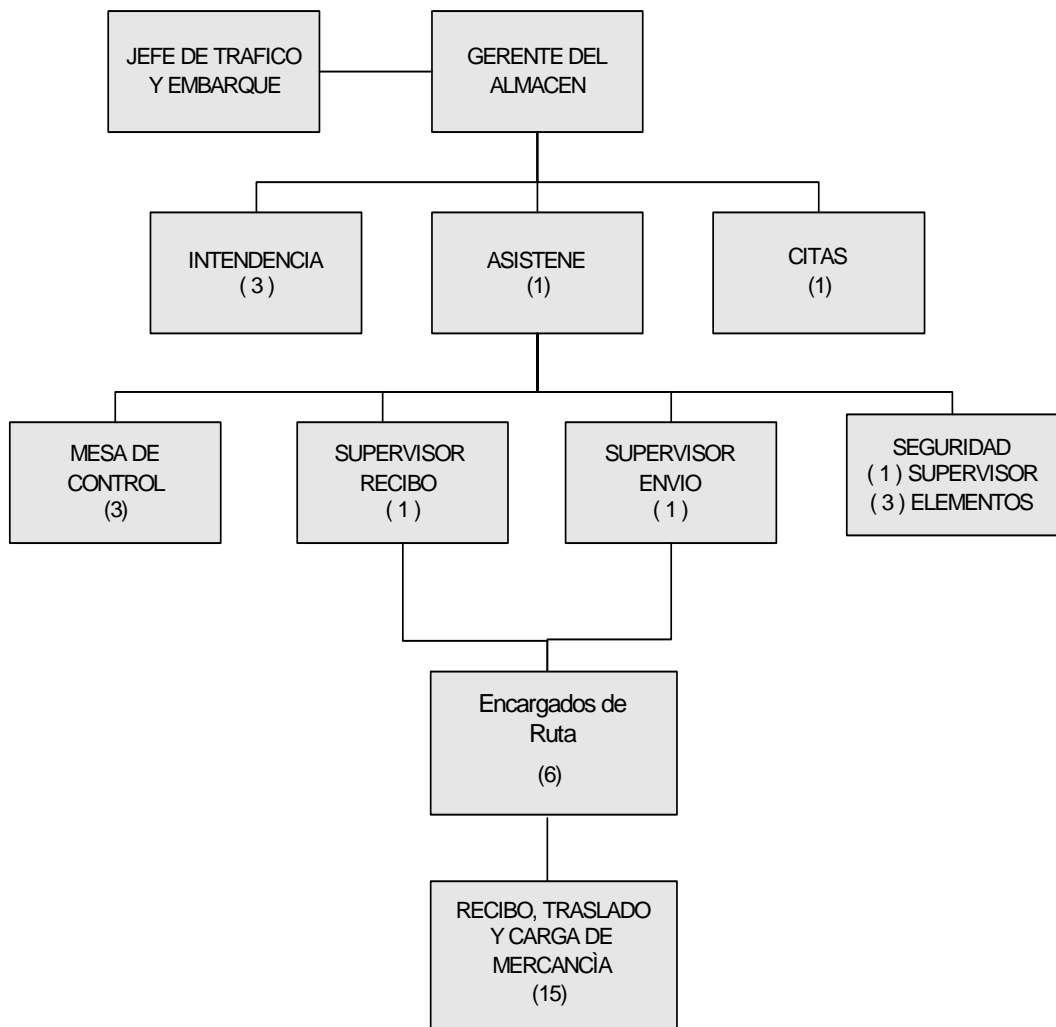 JEFE DE TRAFICO
Y EMBARQUE
GERENTE DEL
ALMACEN
INTENDENCIA
( 3 )
ASISTENE
(1)
CITAS
(1)
MESA DE
CONTROL
(3)
SUPERVISOR
RECIBO
( 1 )
SUPERVISOR
ENVIO
( 1 )
SEGURIDAD
( 1 ) SUPERVISOR
( 3 ) ELEMENTOS
Encargados de
Ruta
(6)
RECIBO, TRASLADO
Y CARGA DE
MERCANCÌA
(15)